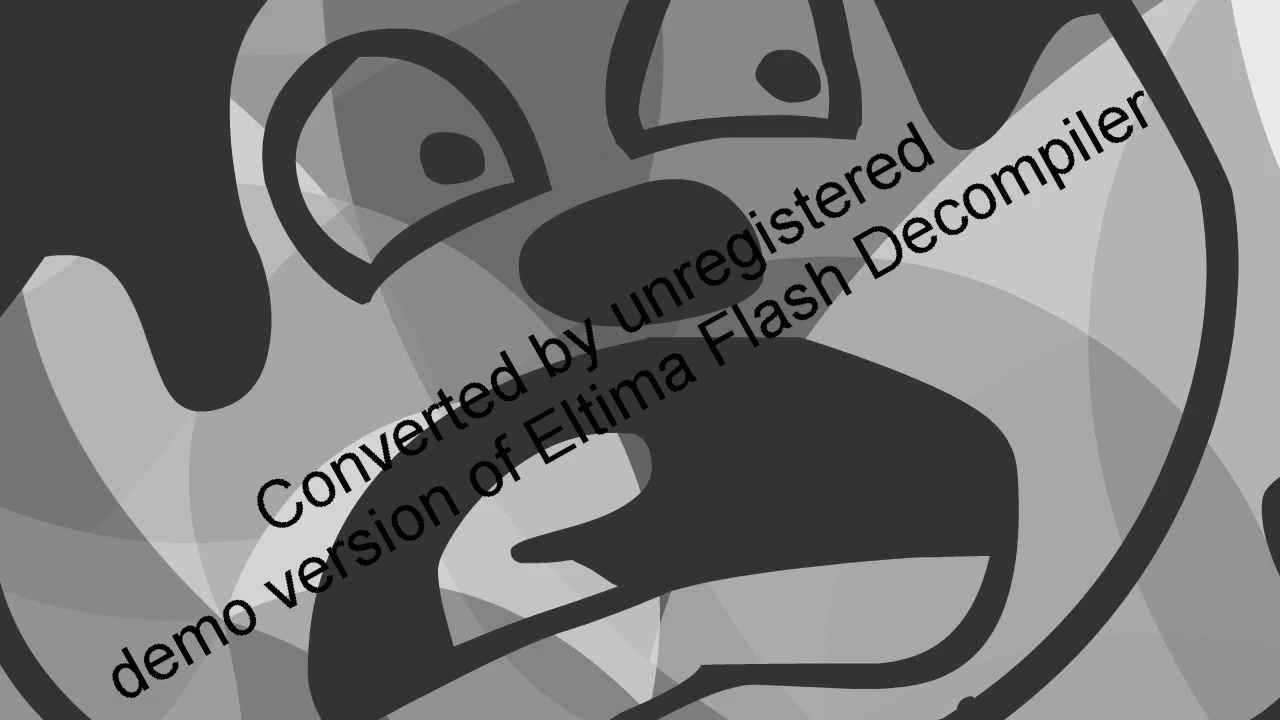 Converted by unregistered
demo version of Eltima Flash Decompiler